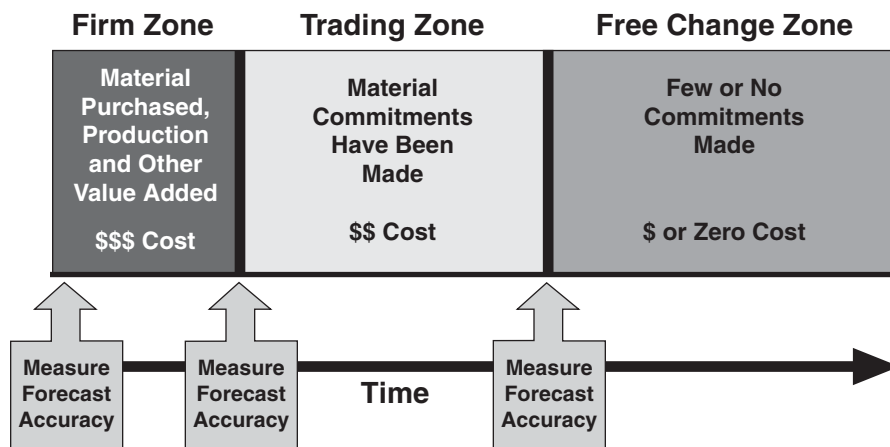 Firm Zone
Trading Zone
Free Change Zone
Material
Purchased,
Production
and Other
Value Added
$$$ Cost
Material
Commitments
Have Been
Made
$$ Cost
Few or No
Commitments
Made
$ or Zero Cost
Measure
Forecast
Accuracy
Measure
Forecast
Accuracy
Time
Measure
Forecast
Accuracy